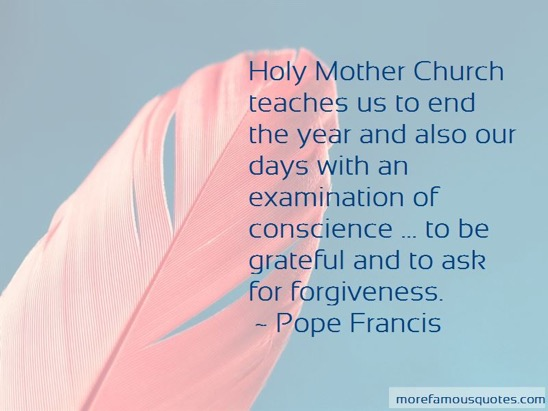 Holy Mother Church
teaches us to end
the year and also our
days with an
examination of
conscience ... to be
grateful and to ask
for forgiveness.
~ Pope Francis
morefamousquotes.com